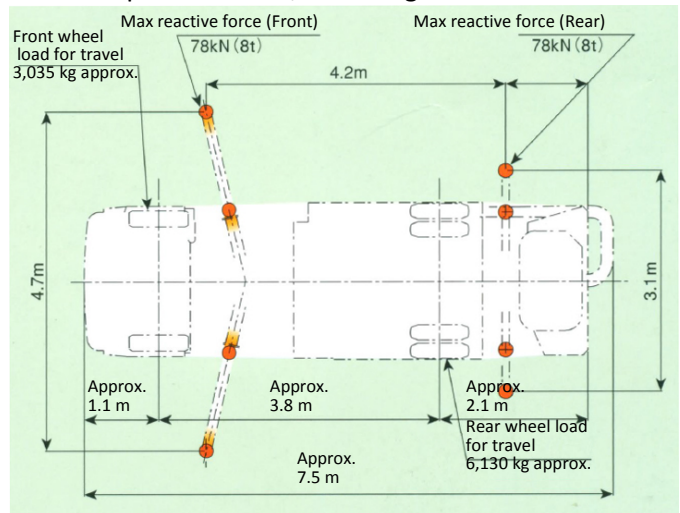 Max reactive force (Front)
78kN(8t)
Max reactive force (Rear)
78kN(8t)
Front wheel
load for travel
3,035 kg approx.
4.2m
4.7m
3.1m
Approx.
1.1 m
Approx.
3.8 m
Approx.
2.1 m
Rear wheel load
for travel
6,130 kg approx.
Approx.
7.5 m